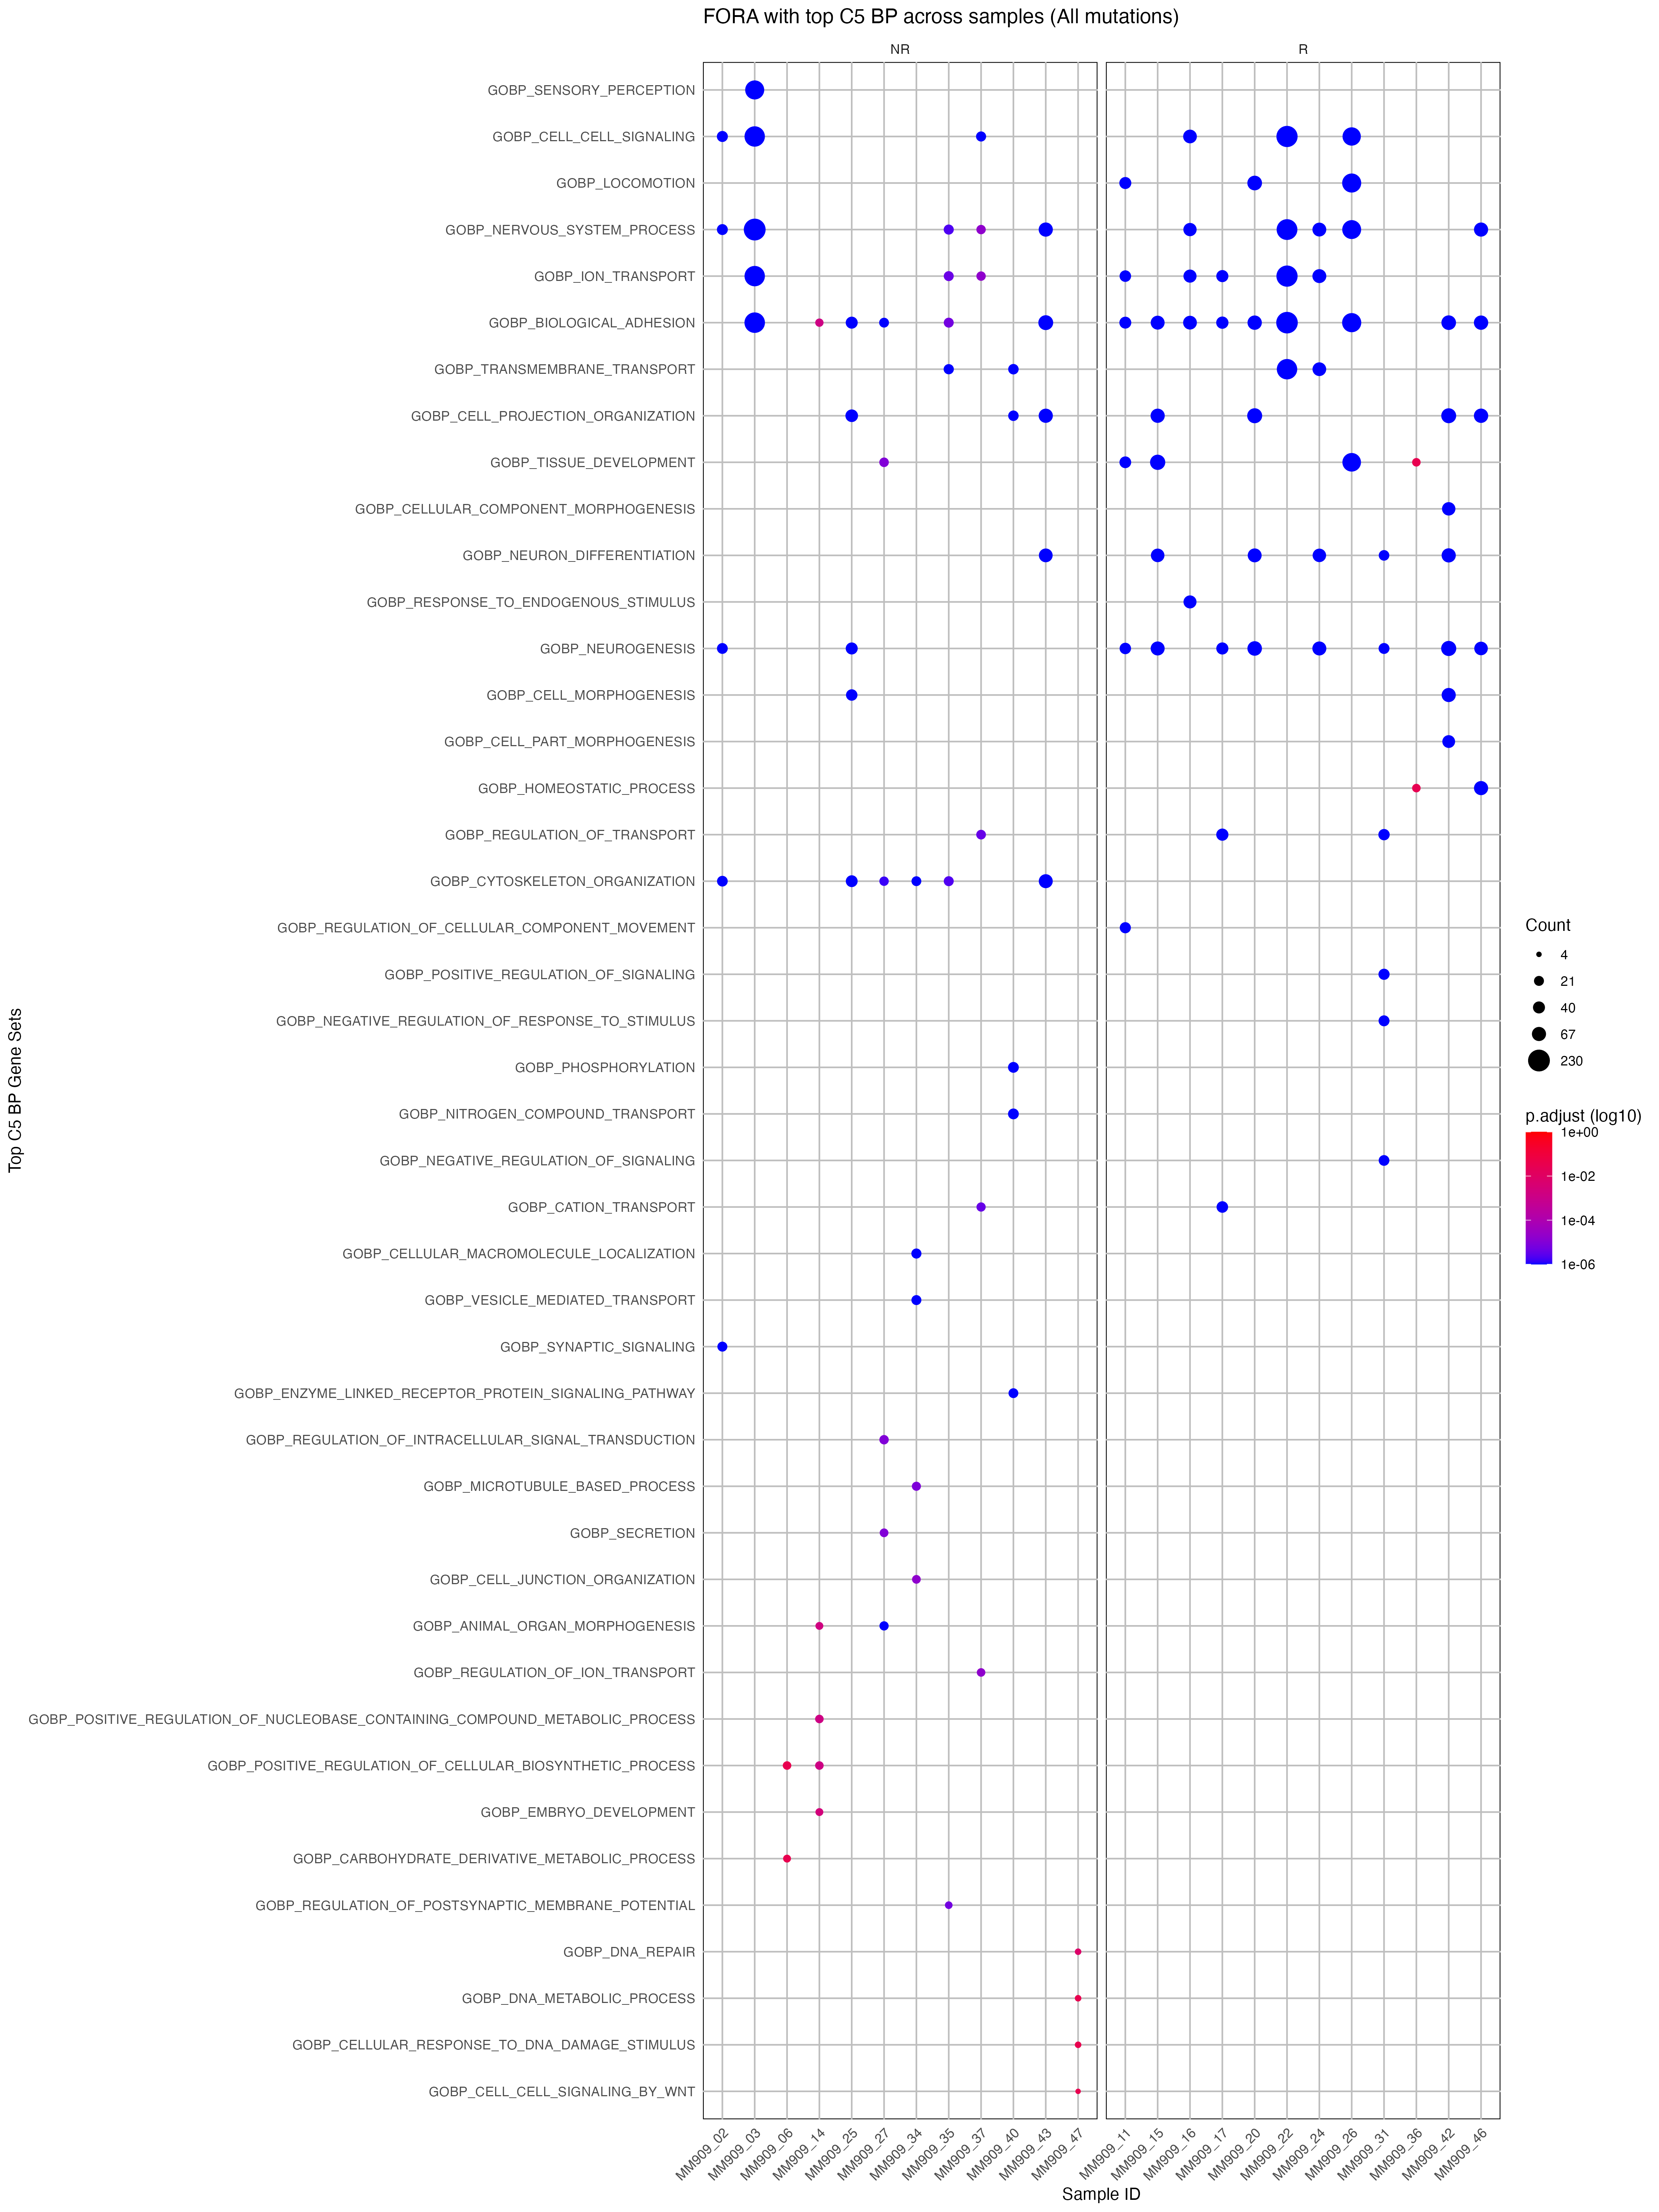 FORA with top C5 BP across samples (All mutations)
NR
R
GOBP_SENSORY_PERCEPTION
GOBP_CELL_CELL_SIGNALING
GOBP_LOCOMOTION
GOBP_NERVOUS_SYSTEM_PROCESS
GOBP_ION_TRANSPORT
GOBP_BIOLOGICAL_ADHESION
GOBP_TRANSMEMBRANE_TRANSPORT
GOBP_CELL_PROJECTION_ORGANIZATION
GOBP_TISSUE_DEVELOPMENT
GOBP_CELLULAR_COMPONENT_MORPHOGENESIS
GOBP_NEURON_DIFFERENTIATION
GOBP_RESPONSE_TO_ENDOGENOUS_STIMULUS
GOBP_NEUROGENESIS
GOBP_CELL_MORPHOGENESIS
GOBP_CELL_PART_MORPHOGENESIS
GOBP_HOMEOSTATIC_PROCESS
GOBP_REGULATION_OF_TRANSPORT
GOBP_CYTOSKELETON_ORGANIZATION
GOBP_REGULATION_OF_CELLULAR_COMPONENT_MOVEMENT
GOBP_POSITIVE_REGULATION_OF_SIGNALING
GOBP_NEGATIVE_REGULATION_OF_RESPONSE_TO_STIMULUS
GOBP_PHOSPHORYLATION
GOBP_NITROGEN_COMPOUND_TRANSPORT
GOBP_NEGATIVE_REGULATION_OF_SIGNALING
GOBP_CATION_TRANSPORT
GOBP_CELLULAR_MACROMOLECULE_LOCALIZATION
GOBP_VESICLE_MEDIATED_TRANSPORT
GOBP_SYNAPTIC_SIGNALING
GOBP_ENZYME_LINKED_RECEPTOR_PROTEIN_SIGNALING_PATHWAY
GOBP_REGULATION_OF_INTRACELLULAR_SIGNAL_TRANSDUCTION
GOBP_MICROTUBULE_BASED_PROCESS
GOBP_SECRETION
GOBP_CELL_JUNCTION_ORGANIZATION
GOBP_ANIMAL_ORGAN_MORPHOGENESIS
GOBP_REGULATION_OF_ION_TRANSPORT
GOBP_POSITIVE_REGULATION_OF_NUCLEOBASE_CONTAINING_COMPOUND_METABOLIC_PROCESS
GOBP_POSITIVE_REGULATION_OF_CELLULAR_BIOSYNTHETIC_PROCESS
GOBP_EMBRYO_DEVELOPMENT
GOBP_CARBOHYDRATE_DERIVATIVE_METABOLIC_PROCESS
GOBP_REGULATION_OF_POSTSYNAPTIC_MEMBRANE_POTENTIAL
GOBP_DNA_REPAIR
GOBP_DNA_METABOLIC_PROCESS
GOBP_CELLULAR_RESPONSE_TO_DNA_DAMAGE_STIMULUS
GOBP_CELL_CELL_SIGNALING_BY_WNT
Top C5 BP Gene Sets
MM909_02
MM909_03
MM909_06
MM909_14
MM909_25
MM909_27
MM909_34
MM909_35
MM909_37
MM909_40
MM909_43
MM909_47
MM909_11
MM909_15
MM909_16
MM909_17
MM909_20
MM909_22
MM909_24
MM909_26
MM909_31
MM909_36
MM909_42
MM909_46
Sample ID
Count
4
21
40
67
230
p.adjust (log10)
1e+00
1e-02
1e-04
1e-06